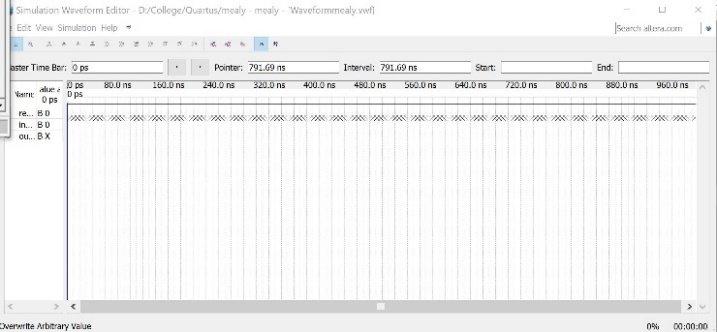 Simulation Waveform Editor - D:/College/Quartus/mealy - mealy - [Waveformmealy.vwf]
Edit View Simulation Help
Search altera.com
aster Time Bar: 0 ps Pointer: 791.69 ns Interval: 791.69 ns Start: End:
Name alue a 0 ps 80.0 ns 160.0 ns 240.0 ns 320.0 ns 400.0 ns 480.0 ns 560.0 ns 640.0 ns 720.0 ns 800.0 ns 880.0 ns 960.0 ns
0 ps 0 ps
re... B 0
in... B 0
ou... B X
Overwrite Arbitrary Value 0% 00:00:00